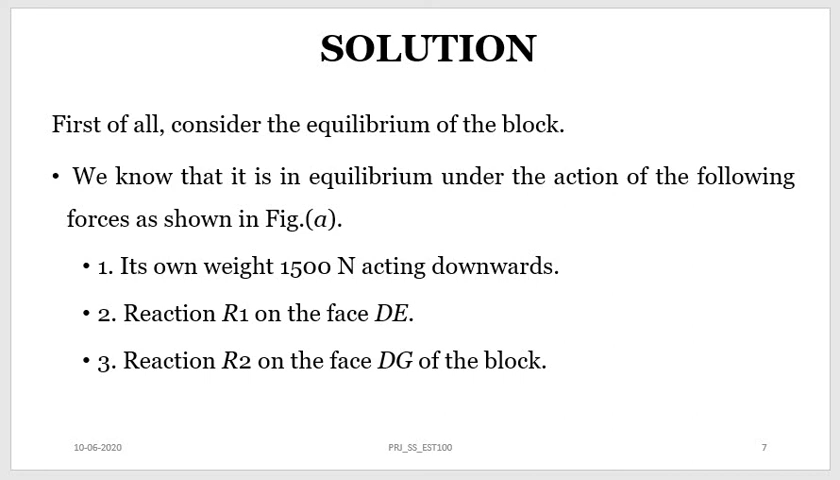 SOLUTION
First of all, consider the equilibrium of the block.
• We know that it is in equilibrium under the action of the following
forces as shown in Fig.(a).
• 1. Its own weight 1500 N acting downwards.
• 2. Reaction R1 on the face DE.
• 3. Reaction R2 on the face DG of the block.
10-06-2020 PRJ_SS_EST100 7